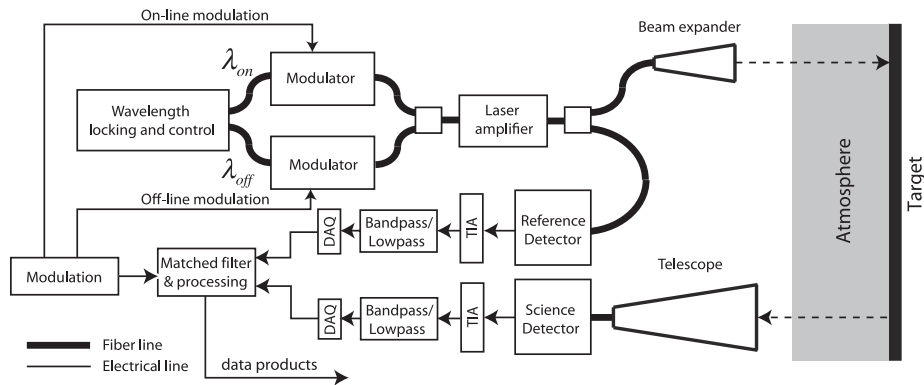 On-line modulation
Beam expander
λon
Modulator
Wavelength
locking and control
Laser
amplifier
λoff
Modulator
Off-line modulation
Atmosphere
Target
DAQ
Bandpass/
Lowpass
TIA
Reference
Detector
Modulation
Matched filter
& processing
Telescope
DAQ
Bandpass/
Lowpass
TIA
Science
Detector
Fiber line
Electrical line
data products